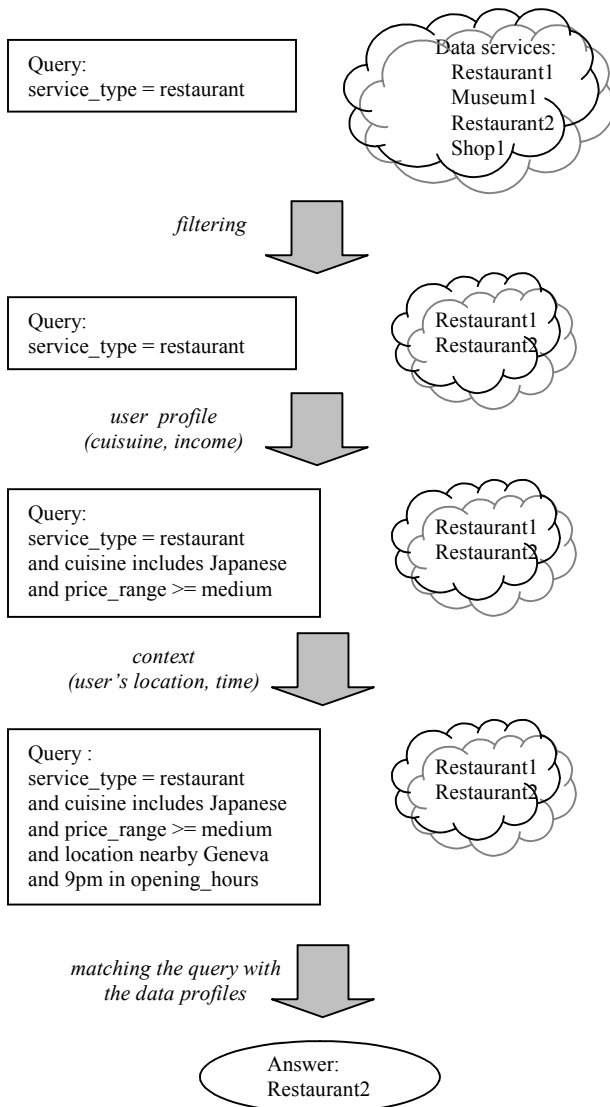 Query:
service_type = restaurant
Data services:
Restaurant1
Museum1
Restaurant2
Shop1
filtering
Query:
service_type = restaurant
Restaurant1
Restaurant2
user profile
(cuisuine, income)
Query:
service_type = restaurant
and cuisine includes Japanese
and price_range >= medium
Restaurant1
Restaurant2
context
(user’s location, time)
Query :
service_type = restaurant
and cuisine includes Japanese
and price_range >= medium
and location nearby Geneva
and 9pm in opening_hours
Restaurant1
Restaurant2
matching the query with
the data profiles
Answer:
Restaurant2